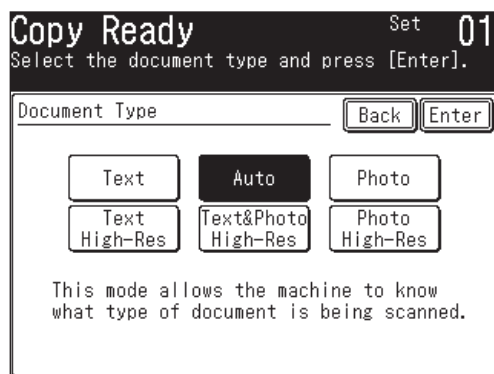 Copy Ready Set 01
Select the document type and press [Enter].
Document Type Back Enter
Text Auto Photo
Text High-Res Text&Photo High-Res Photo High-Res
This mode allows the machine to know
what type of document is being scanned.